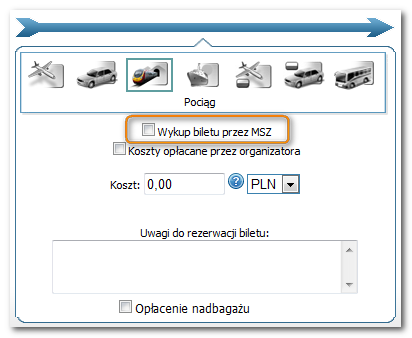 Pociąg
Wykup biletu przez MSZ
Koszty opłacane przez organizatora
Koszt: 0,00 ? PLN
Uwagi do rezerwacji biletu:
Opłacenie nadbagażu